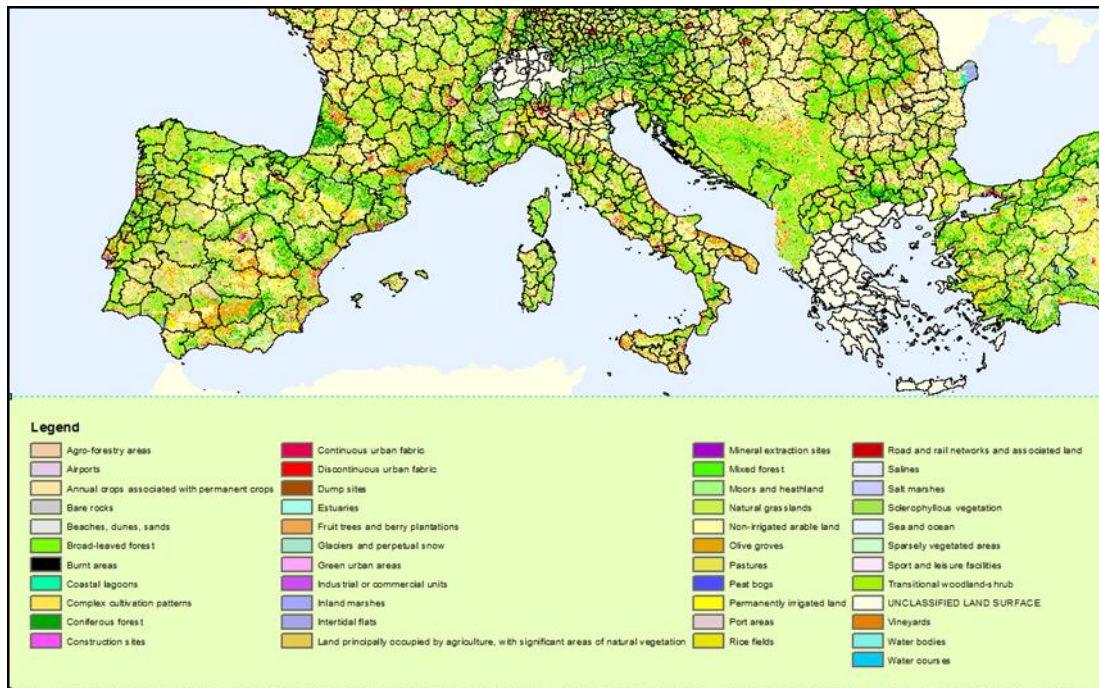 Legend
Agro-forestry areas
Airports
Annual crops associated with permanent crops
Bare rocks
Beaches, dunes, sands
Broad-leaved forest
Burnt areas
Coastal lagoons
Complex cultivation patterns
Coniferous forest
Construction sites
Continuous urban fabric
Discontinuous urban fabric
Dump sites
Estuaries
Fruit trees and berry plantations
Glaciers and perpetual snow
Green urban areas
Industrial or commercial units
Inland marshes
Intertidal flats
Land principally occupied by agriculture, with significant areas of natural vegetation
Mineral extraction sites
Mixed forest
Moors and heathland
Natural grasslands
Non-irrigated arable land
Olive groves
Pastures
Peat bogs
Permanently irrigated land
Port areas
Rice fields
Road and rail networks and associated land
Salines
Salt marshes
Sclerophyllous vegetation
Sea and ocean
Sparsely vegetated areas
Sport and leisure facilities
Transitional woodland-shrub
UNCLASSIFIED LAND SURFACE
Vineyards
Water bodies
Water courses